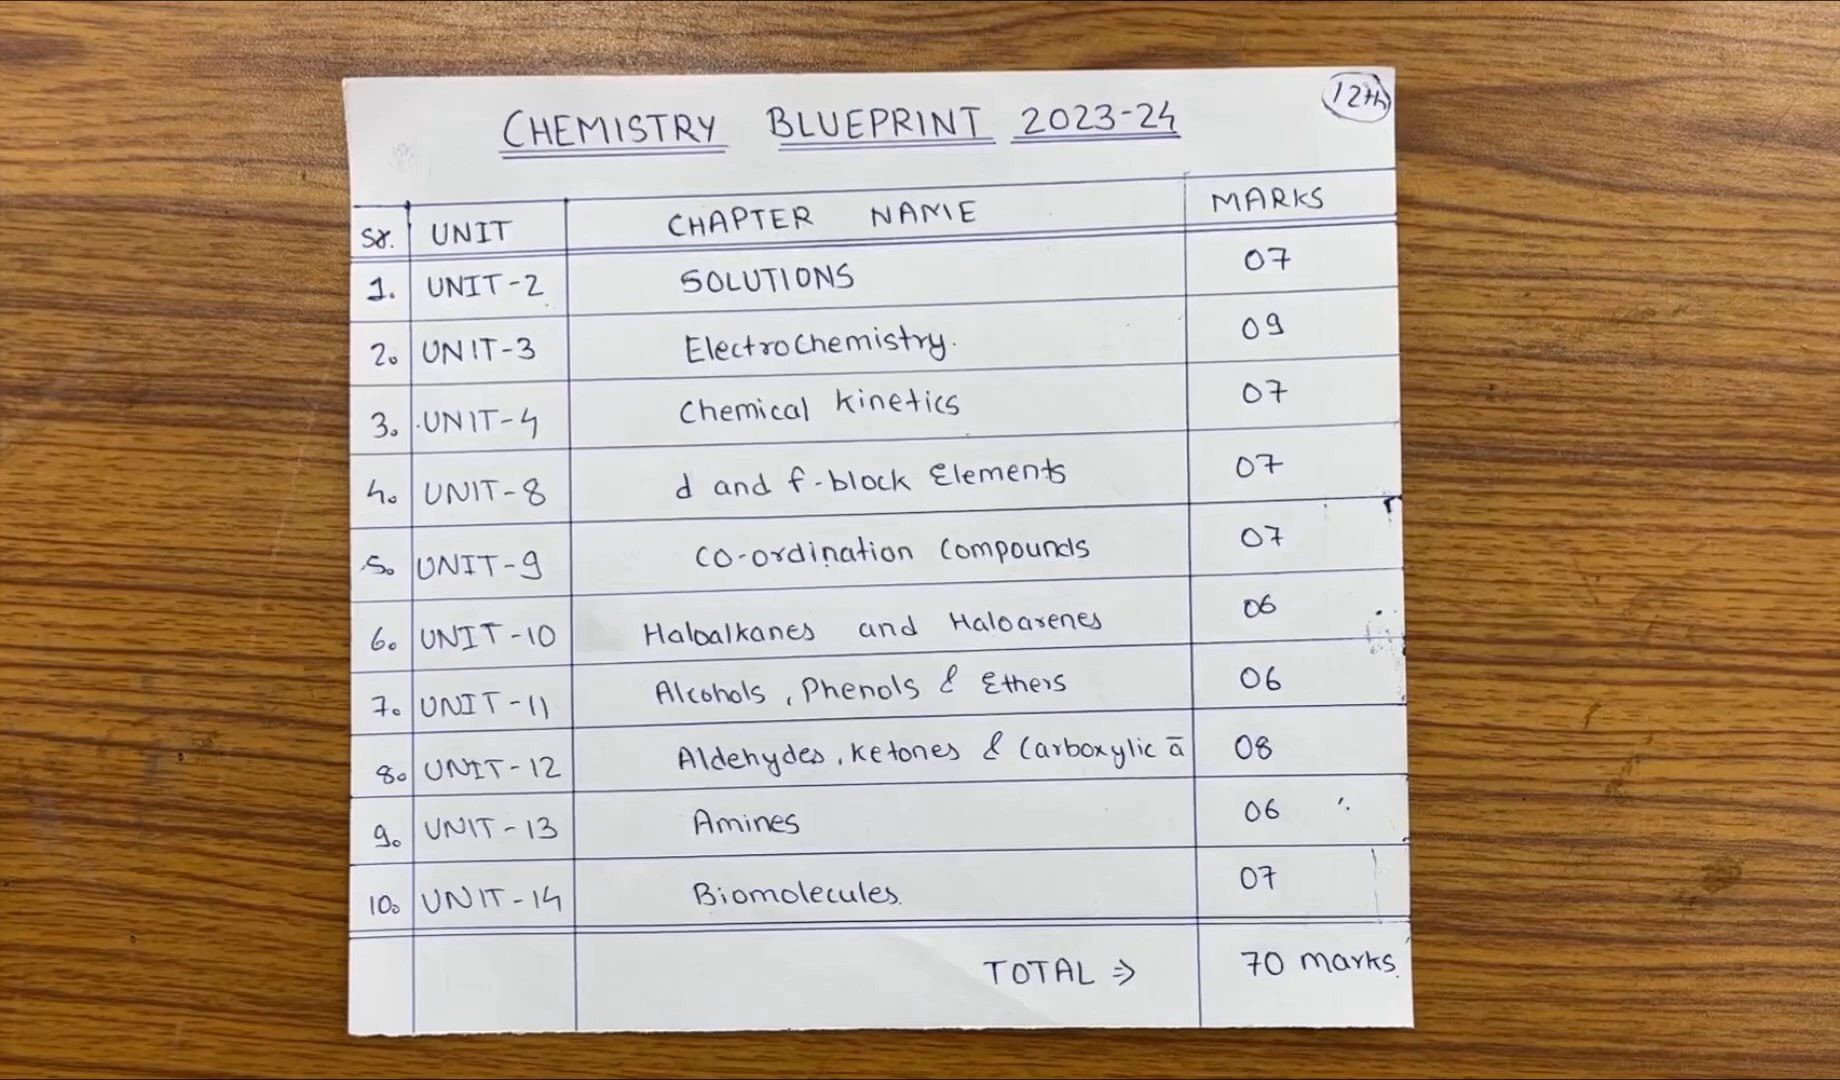 12th
CHEMISTRY BLUEPRINT 2023-24
Sr. UNIT CHAPTER NAME MARKS
1. UNIT-2 SOLUTIONS 07
2. UNIT-3 Electrochemistry. 09
3. UNIT-4 Chemical kinetics 07
4. UNIT-8 d and f-block Elements 07
5. UNIT-9 CO-ordination Compounds 07
6. UNIT-10 Haloalkanes and Haloarenes 06
7. UNIT-11 Alcohols, Phenols & Ethers 06
8. UNIT-12 Aldehydes, ketones & Carboxylic ā 08
9. UNIT-13 Amines 06
10. UNIT-14 Biomolecules. 07
TOTAL ⇒ 70 marks.